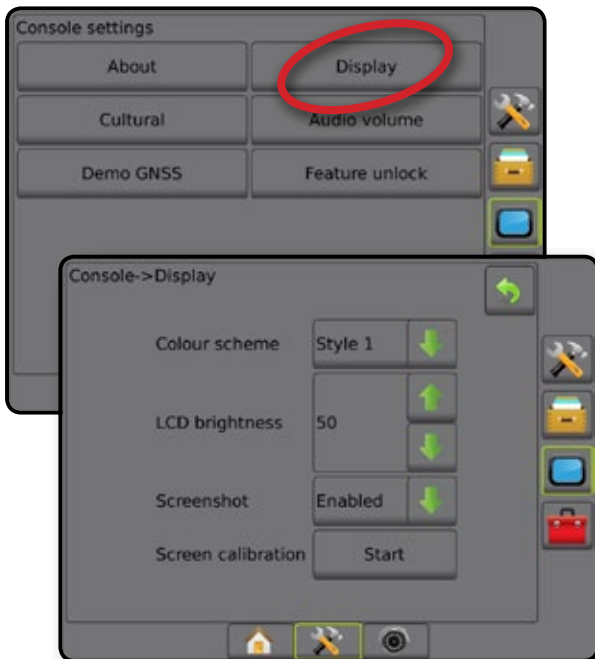 Console settings
About Display
Cultural Audio volume
Demo GNSS Feature unlock
Console->Display
Colour scheme Style 1
LCD brightness 50
Screenshot Enabled
Screen calibration Start